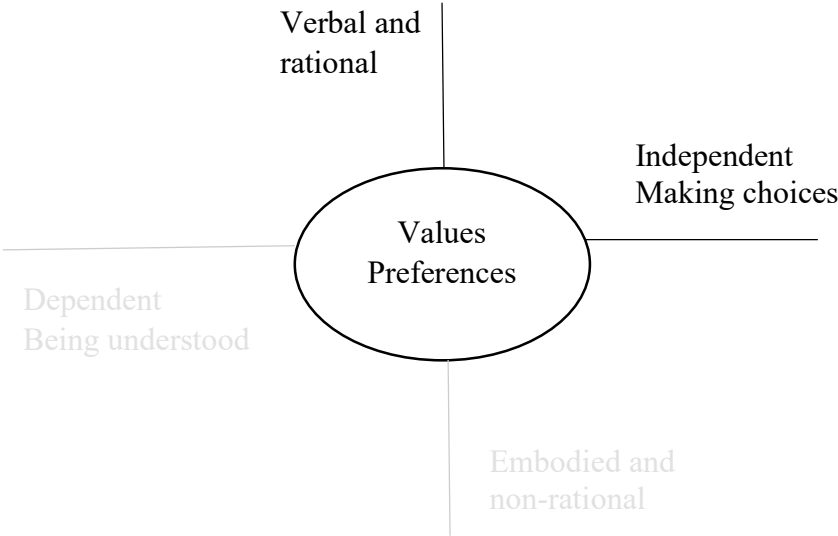 Verbal and
rational
Independent
Making choices
Values
Preferences
Dependent
Being understood
Embodied and
non-rational